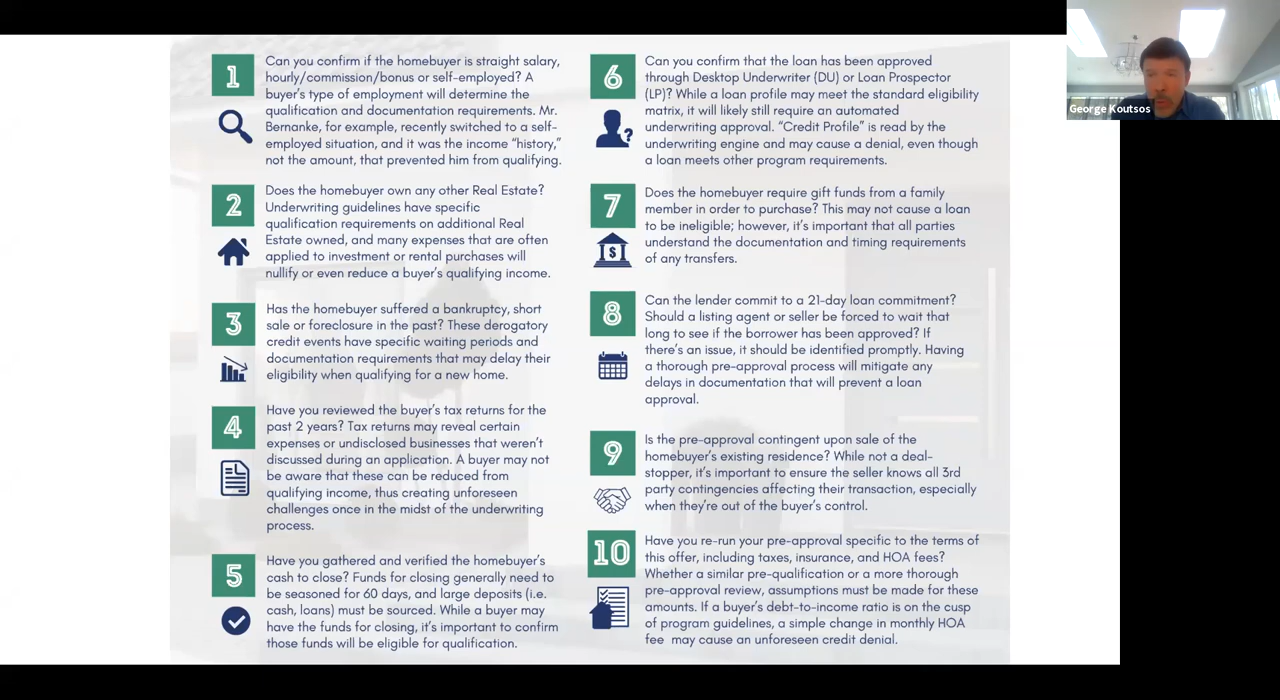 1
Can you confirm if the homebuyer is straight salary,
hourly/commission/bonus or self-employed? A
buyer's type of employment will determine the
qualification and documentation requirements. Mr.
Bernanke, for example, recently switched to a self-
employed situation, and it was the income "history,"
not the amount, that prevented him from qualifying.
2
Does the homebuyer own any other Real Estate?
Underwriting guidelines have specific
qualification requirements on additional Real
Estate owned, and many expenses that are often
applied to investment or rental purchases will
nullify or even reduce a buyer's qualifying income.
3
Has the homebuyer suffered a bankruptcy, short
sale or foreclosure in the past? These derogatory
credit events have specific waiting periods and
documentation requirements that may delay their
eligibility when qualifying for a new home.
4
Have you reviewed the buyer's tax returns for the
past 2 years? Tax returns may reveal certain
expenses or undisclosed businesses that weren't
discussed during an application. A buyer may not
be aware that these can be reduced from
qualifying income, thus creating unforeseen
challenges once in the midst of the underwriting
process.
5
Have you gathered and verified the homebuyer's
cash to close? Funds for closing generally need to
be seasoned for 60 days, and large deposits (i.e.
cash, loans) must be sourced. While a buyer may
have the funds for closing, it's important to confirm
those funds will be eligible for qualification.
6
Can you confirm that the loan has been approved
through Desktop Underwriter (DU) or Loan Prospector
(LP)? While a loan profile may meet the standard eligibility
matrix, it will likely still require an automated
underwriting approval. "Credit Profile" is read by the
underwriting engine and may cause a denial, even though
a loan meets other program requirements.
7
Does the homebuyer require gift funds from a family
member in order to purchase? This may not cause a loan
to be ineligible; however, it's important that all parties
understand the documentation and timing requirements
of any transfers.
8
Can the lender commit to a 21-day loan commitment?
Should a listing agent or seller be forced to wait that
long to see if the borrower has been approved? If
there's an issue, it should be identified promptly. Having
a thorough pre-approval process will mitigate any
delays in documentation that will prevent a loan
approval.
9
Is the pre-approval contingent upon sale of the
homebuyer's existing residence? While not a deal-
stopper, it's important to ensure the seller knows all 3rd
party contingencies affecting their transaction, especially
when they're out of the buyer's control.
10
Have you re-run your pre-approval specific to the terms of
this offer, including taxes, insurance, and HOA fees?
Whether a similar pre-qualification or a more thorough
pre-approval review, assumptions must be made for these
amounts. If a buyer's debt-to-income ratio is on the cusp
of program guidelines, a simple change in monthly HOA
fee may cause an unforeseen credit denial.
George Koutsos